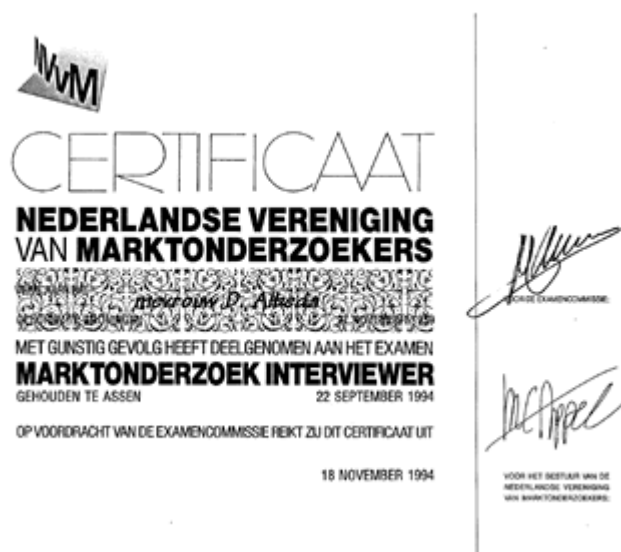 NVvM
CERTIFICAAT
NEDERLANDSE VERENIGING
VAN MARKTONDERZOEKERS
mevrouw D.
MET GUNSTIG GEVOLG HEEFT DEELGENOMEN AAN HET EXAMEN
MARKTONDERZOEK INTERVIEWER
GEHOUDEN TE ASSEN 22 SEPTEMBER 1994
OP VOORDRACHT VAN DE EXAMENCOMMISSIE REIKT ZIJ DIT CERTIFICAAT UIT
18 NOVEMBER 1994
VOOR DE EXAMENCOMMISSIE:
VOOR HET BESTUUR VAN DE
NEDERLANDSE VERENIGING
VAN MARKTONDERZOEKERS: